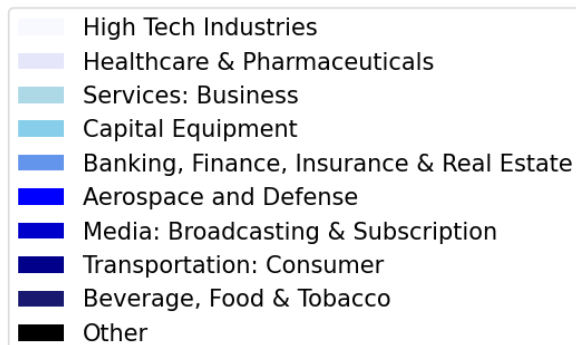 High Tech Industries
Healthcare & Pharmaceuticals
Services: Business
Capital Equipment
Banking, Finance, Insurance & Real Estate
Aerospace and Defense
Media: Broadcasting & Subscription
Transportation: Consumer
Beverage, Food & Tobacco
Other